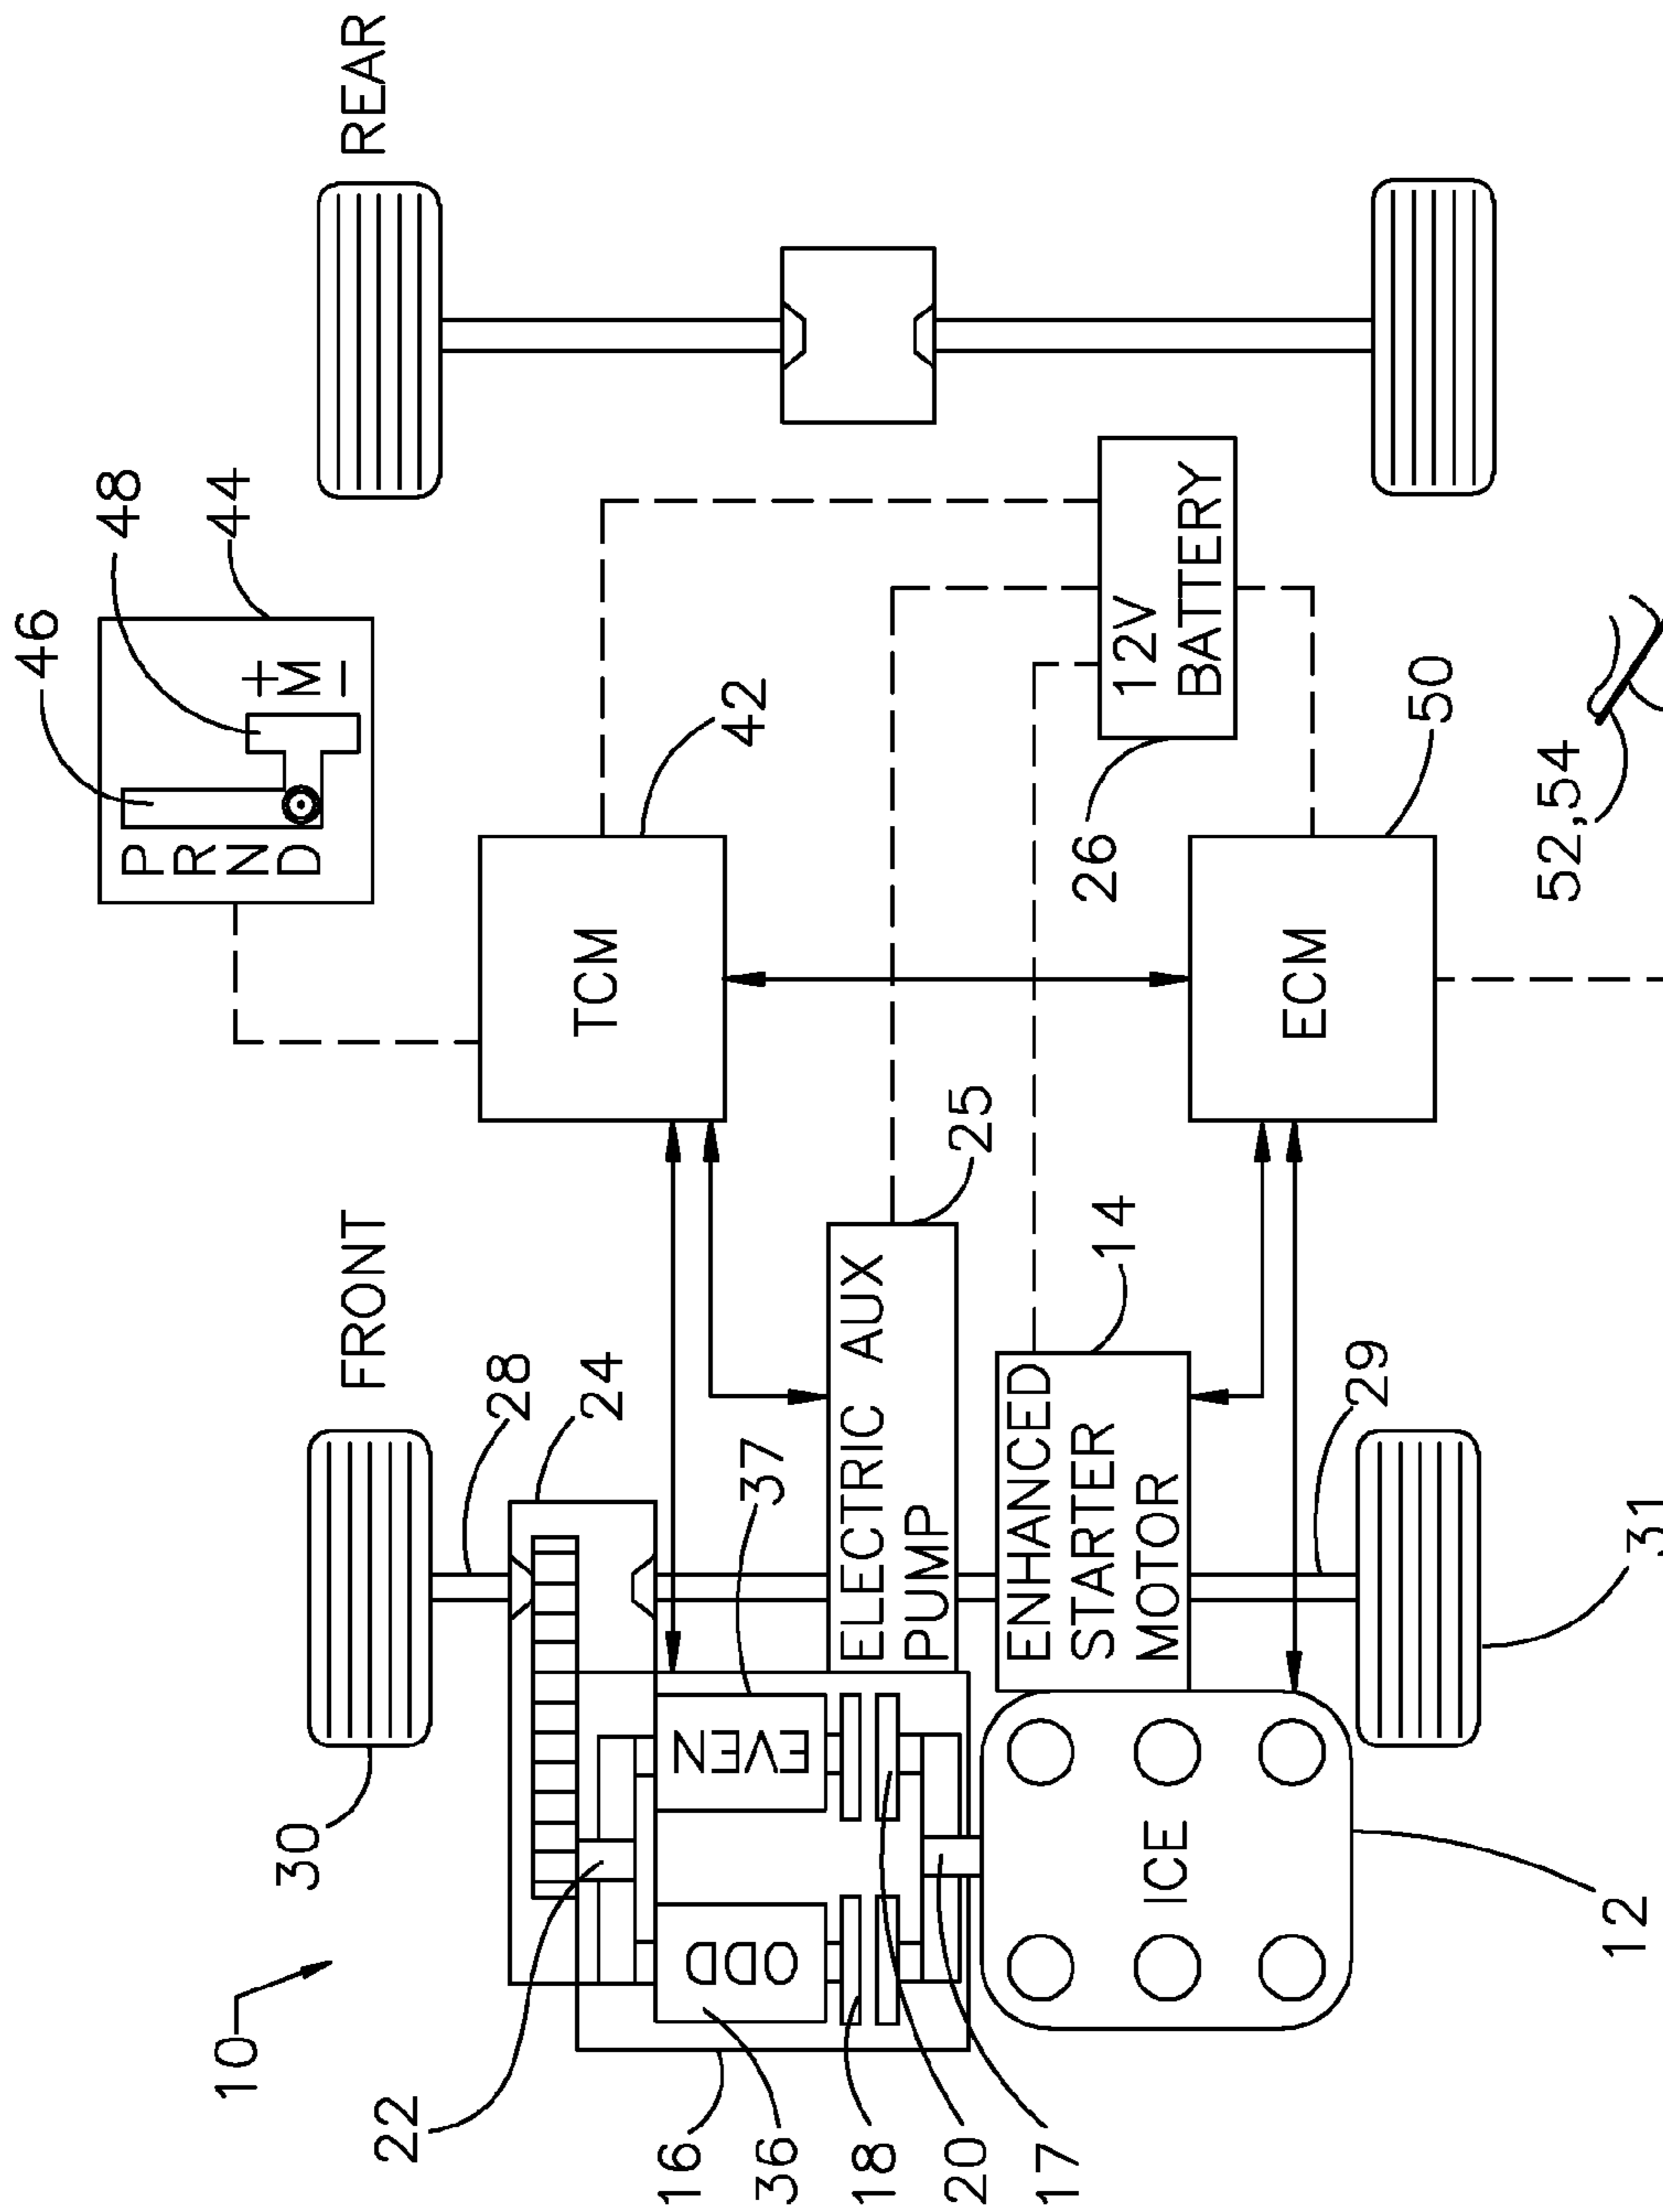 10
30
FRONT
REAR
28
24
22
16
36
18
20
17
37
ODD
EVEN
ELECTRIC AUX
PUMP
25
ENHANCED
STARTER
MOTOR
14
ICE
12
29
31
TCM
42
ECM
50
12V
BATTERY
26
46
48
44
P
R
N
D
+
M
–
52,54